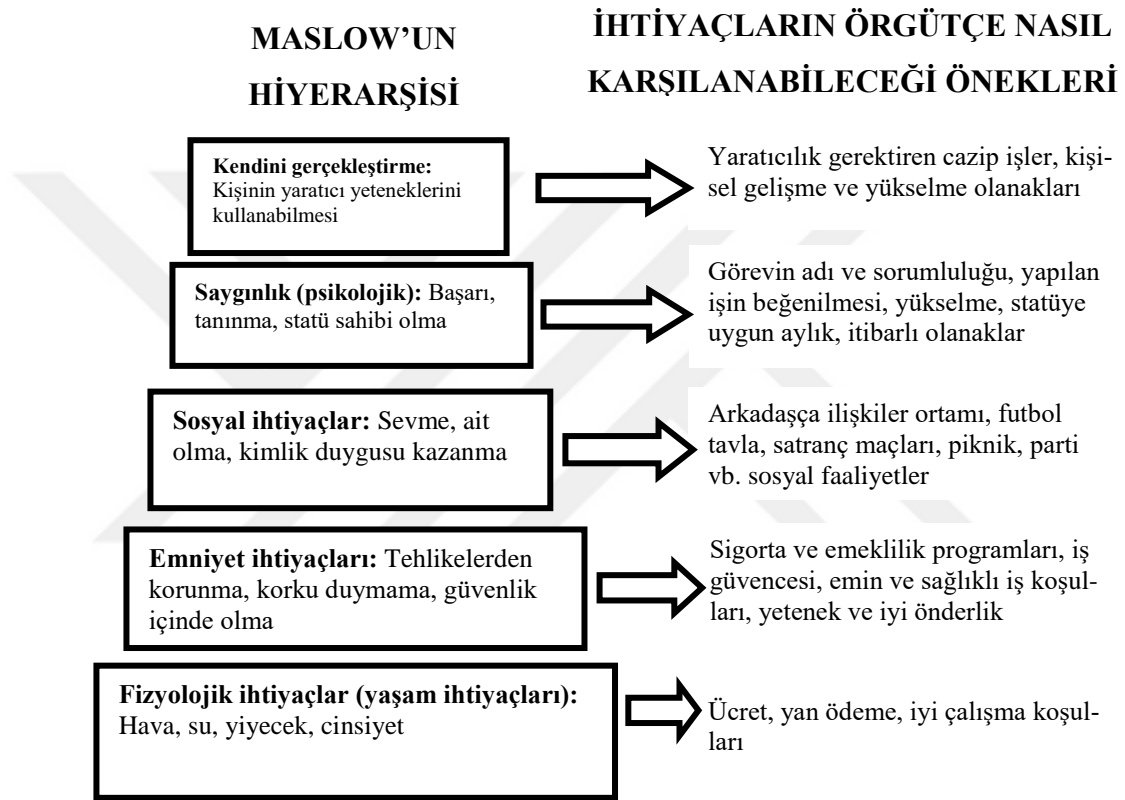 MASLOW’UN
HİYERARŞİSİ
İHTİYAÇLARIN ÖRGÜTÇE NASIL
KARŞILANABİLECEĞİ ÖNEKLERİ
Kendini gerçekleştirme:
Kişinin yaratıcı yeteneklerini
kullanabilmesi
Yaratıcılık gerektiren cazip işler, kişi-
sel gelişme ve yükselme olanakları
Saygınlık (psikolojik): Başarı,
tanınma, statü sahibi olma
Görevin adı ve sorumluluğu, yapılan
işin beğenilmesi, yükselme, statüye
uygun aylık, itibarlı olanaklar
Sosyal ihtiyaçlar: Sevme, ait
olma, kimlik duygusu kazanma
Arkadaşça ilişkiler ortamı, futbol
tavla, satranç maçları, piknik, parti
vb. sosyal faaliyetler
Emniyet ihtiyaçları: Tehlikelerden
korunma, korku duymama, güvenlik
içinde olma
Sigorta ve emeklilik programları, iş
güvencesi, emin ve sağlıklı iş koşul-
ları, yetenek ve iyi önderlik
Fizyolojik ihtiyaçlar (yaşam ihtiyaçları):
Hava, su, yiyecek, cinsiyet
Ücret, yan ödeme, iyi çalışma koşul-
ları